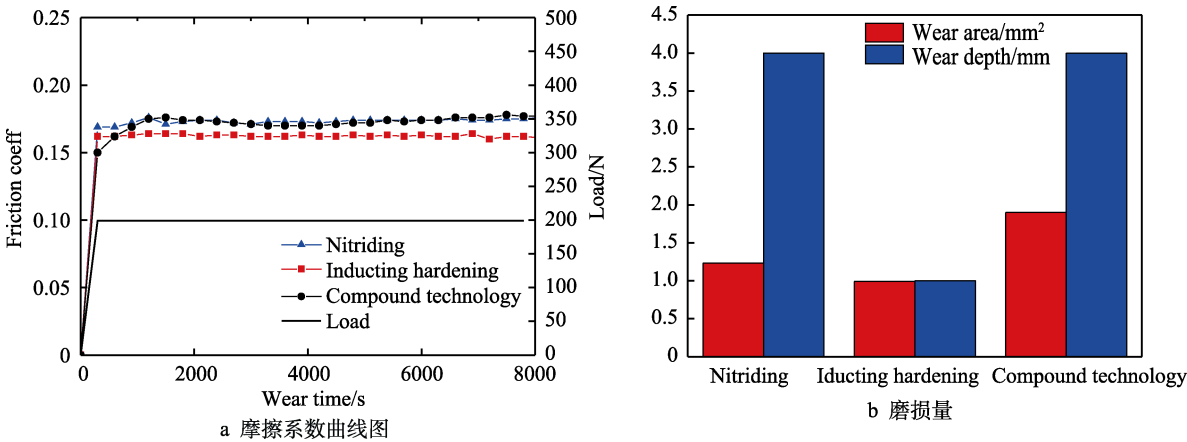 0.25
0.20
0.15
0.10
0.05
0
Friction coeff
500
450
400
350
300
250
200
150
100
50
0
Load/N
Nitriding
Inducting hardening
Compound technology
Load
0 2000 4000 6000 8000
Wear time/s
a 摩擦系数曲线图
4.5
4.0
3.5
3.0
2.5
2.0
1.5
1.0
0.5
0
Wear area/mm²
Wear depth/mm
Nitriding Iducting hardening Compound technology
b 磨损量